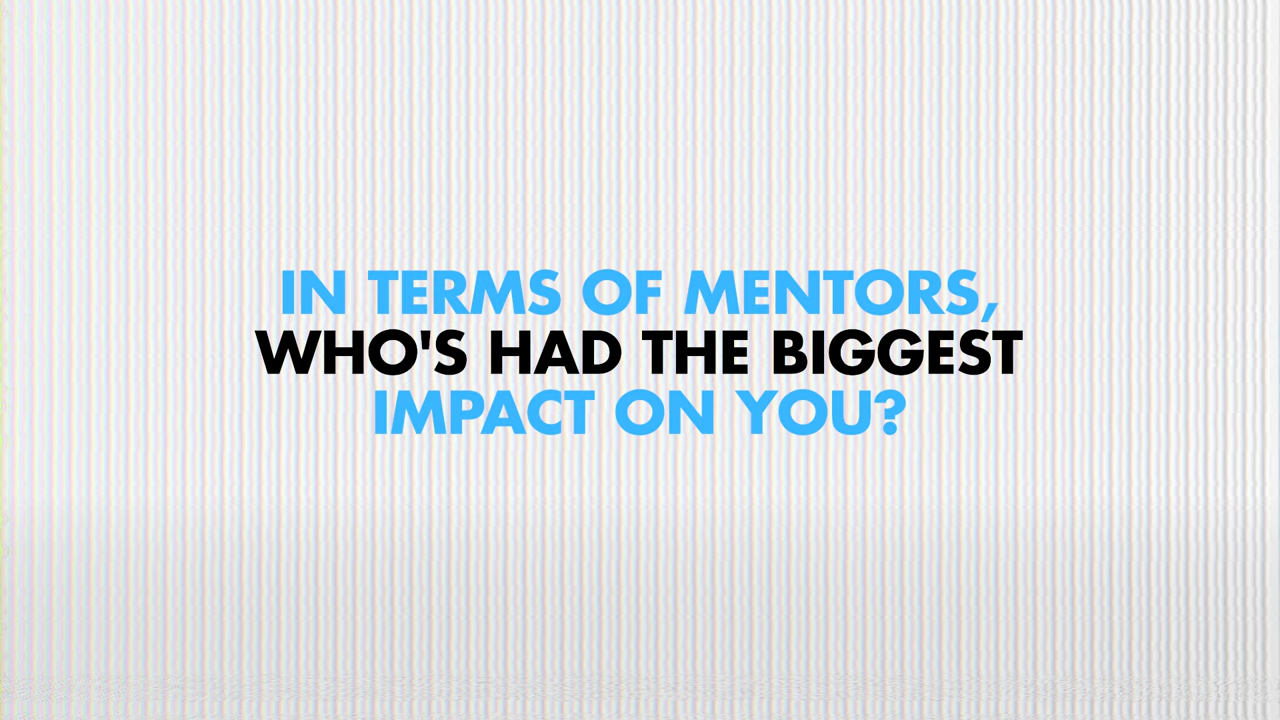 IN TERMS OF MENTORS,
WHO'S HAD THE BIGGEST
IMPACT ON YOU?